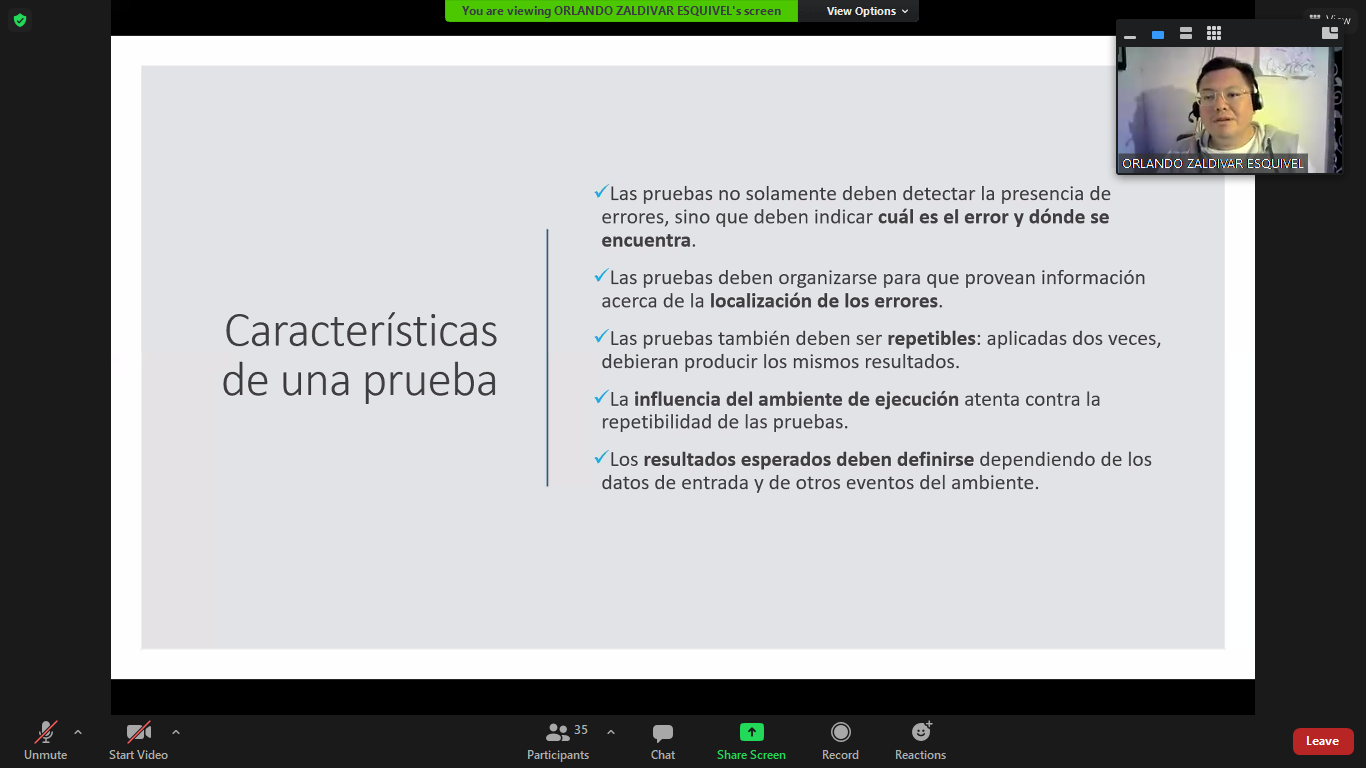 You are viewing ORLANDO ZALDIVAR ESQUIVEL's screen
View Options
View
ORLANDO ZALDIVAR ESQUIVEL
Características
de una prueba
✓Las pruebas no solamente deben detectar la presencia de
errores, sino que deben indicar cuál es el error y dónde se
encuentra.
✓Las pruebas deben organizarse para que provean información
acerca de la localización de los errores.
✓Las pruebas también deben ser repetibles: aplicadas dos veces,
debieran producir los mismos resultados.
✓La influencia del ambiente de ejecución atenta contra la
repetibilidad de las pruebas.
✓Los resultados esperados deben definirse dependiendo de los
datos de entrada y de otros eventos del ambiente.
Unmute
Start Video
35
Participants
Chat
Share Screen
Record
Reactions
Leave